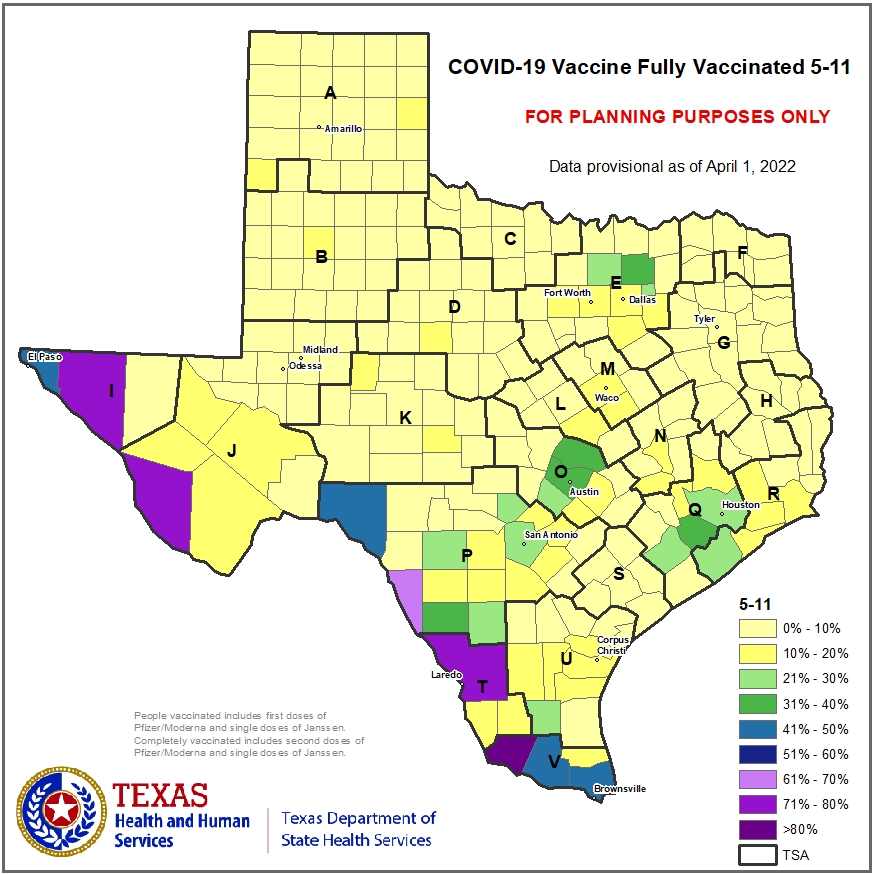 COVID-19 Vaccine Fully Vaccinated 5-11
FOR PLANNING PURPOSES ONLY
Data provisional as of April 1, 2022
A
Amarillo
B
C
D
E
Fort Worth
Dallas
F
Tyler
G
H
Midland
Odessa
El Paso
I
J
K
L
M
Waco
N
O
Austin
Q
Houston
R
San Antonio
P
S
Corpus
Christi
U
Laredo
T
V
Brownsville
5-11
0% - 10%
10% - 20%
21% - 30%
31% - 40%
41% - 50%
51% - 60%
61% - 70%
71% - 80%
>80%
TSA
People vaccinated includes first doses of
Pfizer/Moderna and single doses of Janssen.
Completely vaccinated includes second doses of
Pfizer/Moderna and single doses of Janssen.
TEXAS
Health and Human
Services
Texas Department of
State Health Services